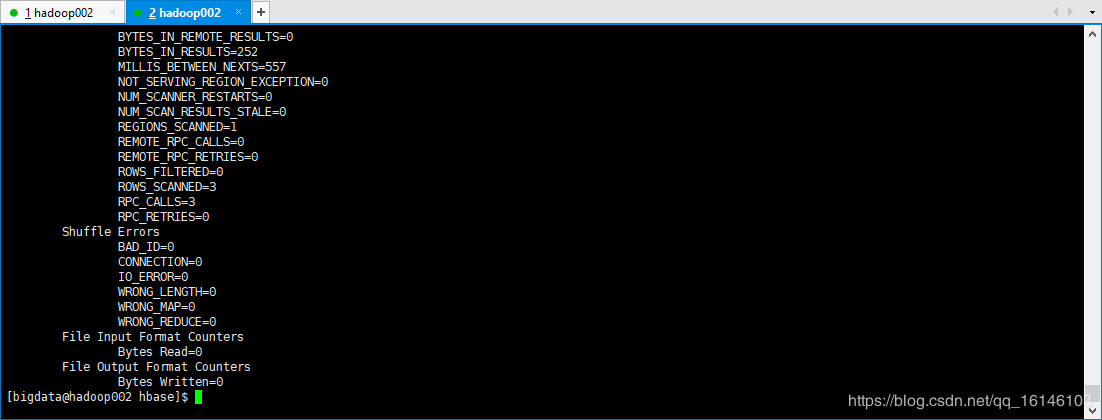 1 hadoop002 × 2 hadoop002 × +
BYTES_IN_REMOTE_RESULTS=0
BYTES_IN_RESULTS=252
MILLIS_BETWEEN_NEXTS=557
NOT_SERVING_REGION_EXCEPTION=0
NUM_SCANNER_RESTARTS=0
NUM_SCAN_RESULTS_STALE=0
REGIONS_SCANNED=1
REMOTE_RPC_CALLS=0
REMOTE_RPC_RETRIES=0
ROWS_FILTERED=0
ROWS_SCANNED=3
RPC_CALLS=3
RPC_RETRIES=0
Shuffle Errors
BAD_ID=0
CONNECTION=0
IO_ERROR=0
WRONG_LENGTH=0
WRONG_MAP=0
WRONG_REDUCE=0
File Input Format Counters
Bytes Read=0
File Output Format Counters
Bytes Written=0
[bigdata@hadoop002 hbase]$
https://blog.csdn.net/qq_16146103